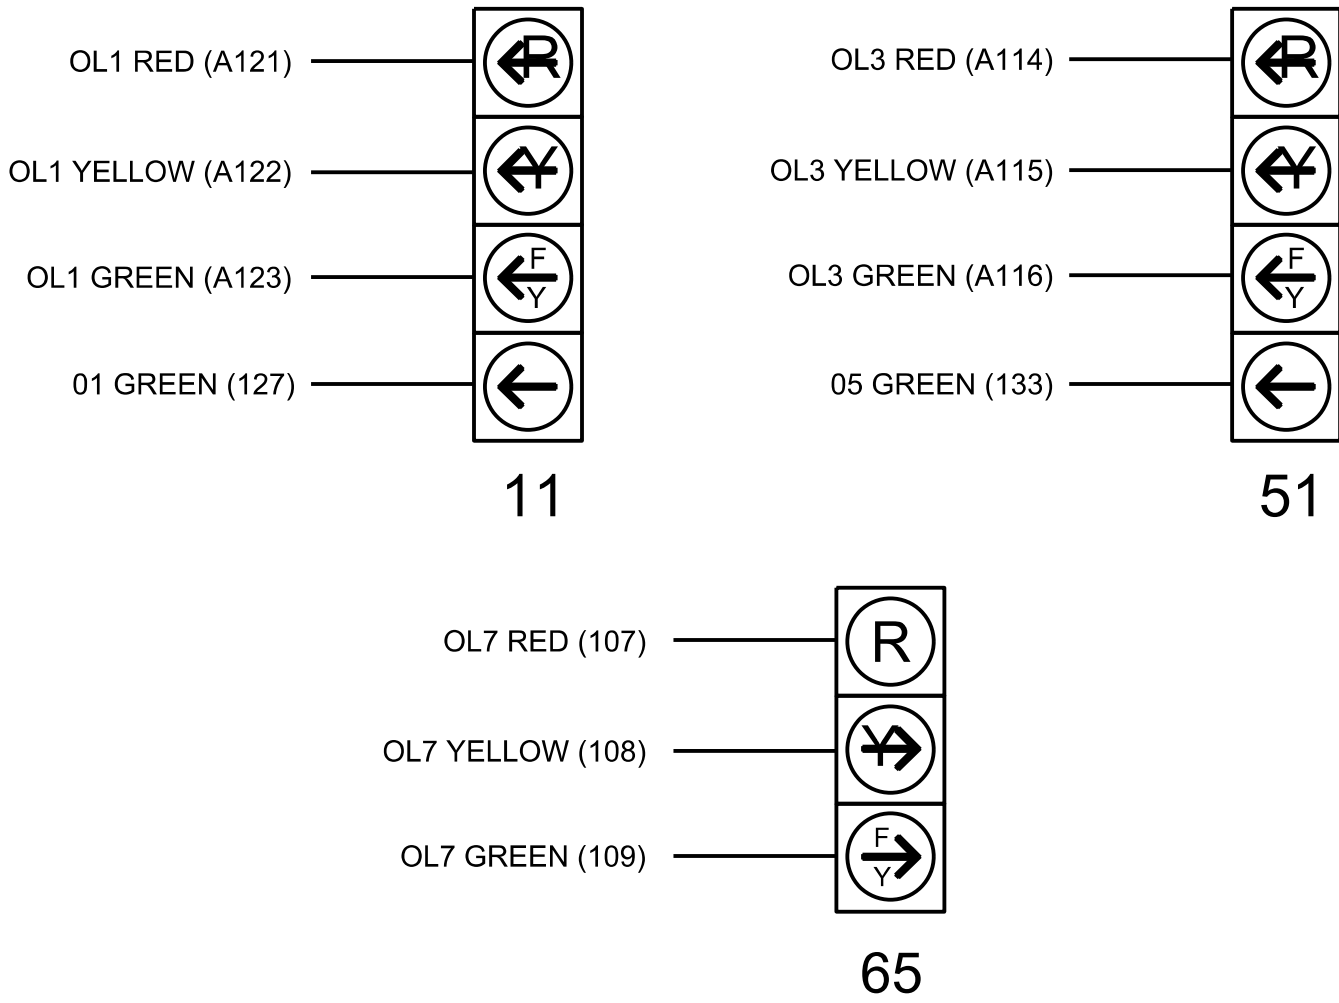 OL1 RED (A121)
R
OL1 YELLOW (A122)
Y
OL1 GREEN (A123)
F
Y
01 GREEN (127)
11
OL3 RED (A114)
R
OL3 YELLOW (A115)
Y
OL3 GREEN (A116)
F
Y
05 GREEN (133)
51
OL7 RED (107)
R
OL7 YELLOW (108)
Y
OL7 GREEN (109)
F
Y
65